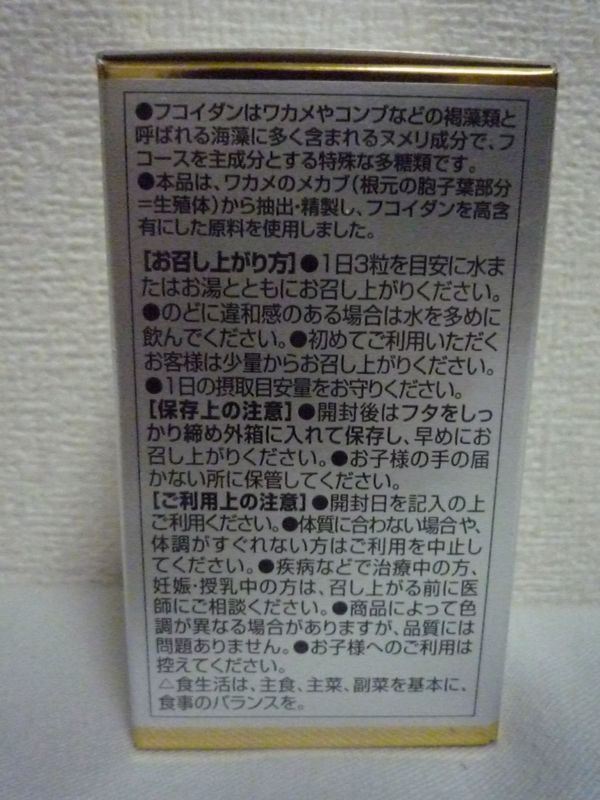 ●フコイダンはワカメやコンブなどの褐藻類と
呼ばれる海藻に多く含まれるヌメリ成分で、フ
コースを主成分とする特殊な多糖類です。
●本品は、ワカメのメカブ(根元の胞子葉部分
=生殖体)から抽出・精製し、フコイダンを高含
有にした原料を使用しました。
【お召し上がり方】●1日3粒を目安に水ま
たはお湯とともにお召し上がりください。
●のどに違和感のある場合は水を多めに
飲んでください。●初めてご利用いただく
お客様は少量からお召し上がりください。
●1日の摂取目安量をお守りください。
【保存上の注意】●開封後はフタをしっ
かり締め外箱に入れて保存し、早めにお
召し上がりください。●お子様の手の届
かない所に保管してください。
【ご利用上の注意】●開封日を記入の上
ご利用ください。●体質に合わない場合や、
体調がすぐれない方はご利用を中止し
てください。●疾病などで治療中の方、
妊娠・授乳中の方は、召し上がる前に医
師にご相談ください。●商品によって色
調が異なる場合がありますが、品質には
問題ありません。●お子様へのご利用は
控えてください。
△食生活は、主食、主菜、副菜を基本に、
食事のバランスを。